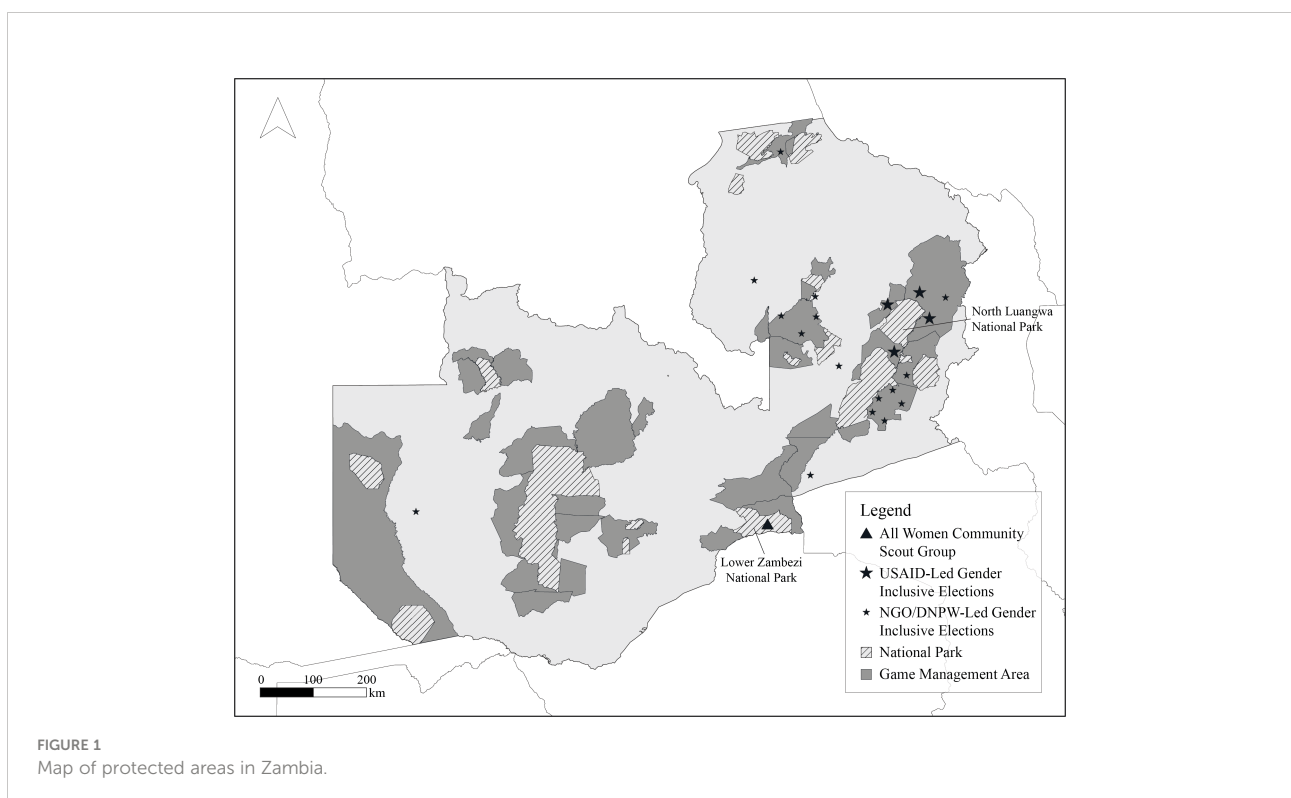 North Luangwa
National Park
Lower Zambezi
National Park
Legend
All Women Community
Scout Group
USAID-Led Gender
Inclusive Elections
NGO/DNPW-Led Gender
Inclusive Elections
National Park
Game Management Area
0 100 200
km
FIGURE 1
Map of protected areas in Zambia.